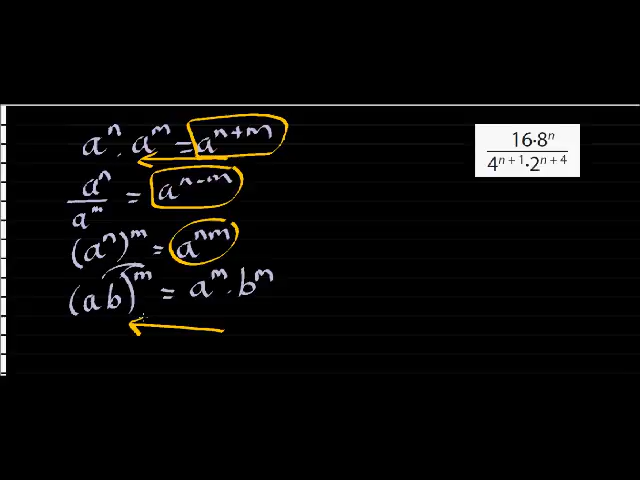 aⁿ · aᵐ = aⁿ⁺ᵐ
aⁿ/aᵐ = aⁿ⁻ᵐ
(aⁿ)ᵐ = aⁿᵐ
(ab)ᵐ = aᵐ · bᵐ
16·8ⁿ
4ⁿ⁺¹·2ⁿ⁺⁴